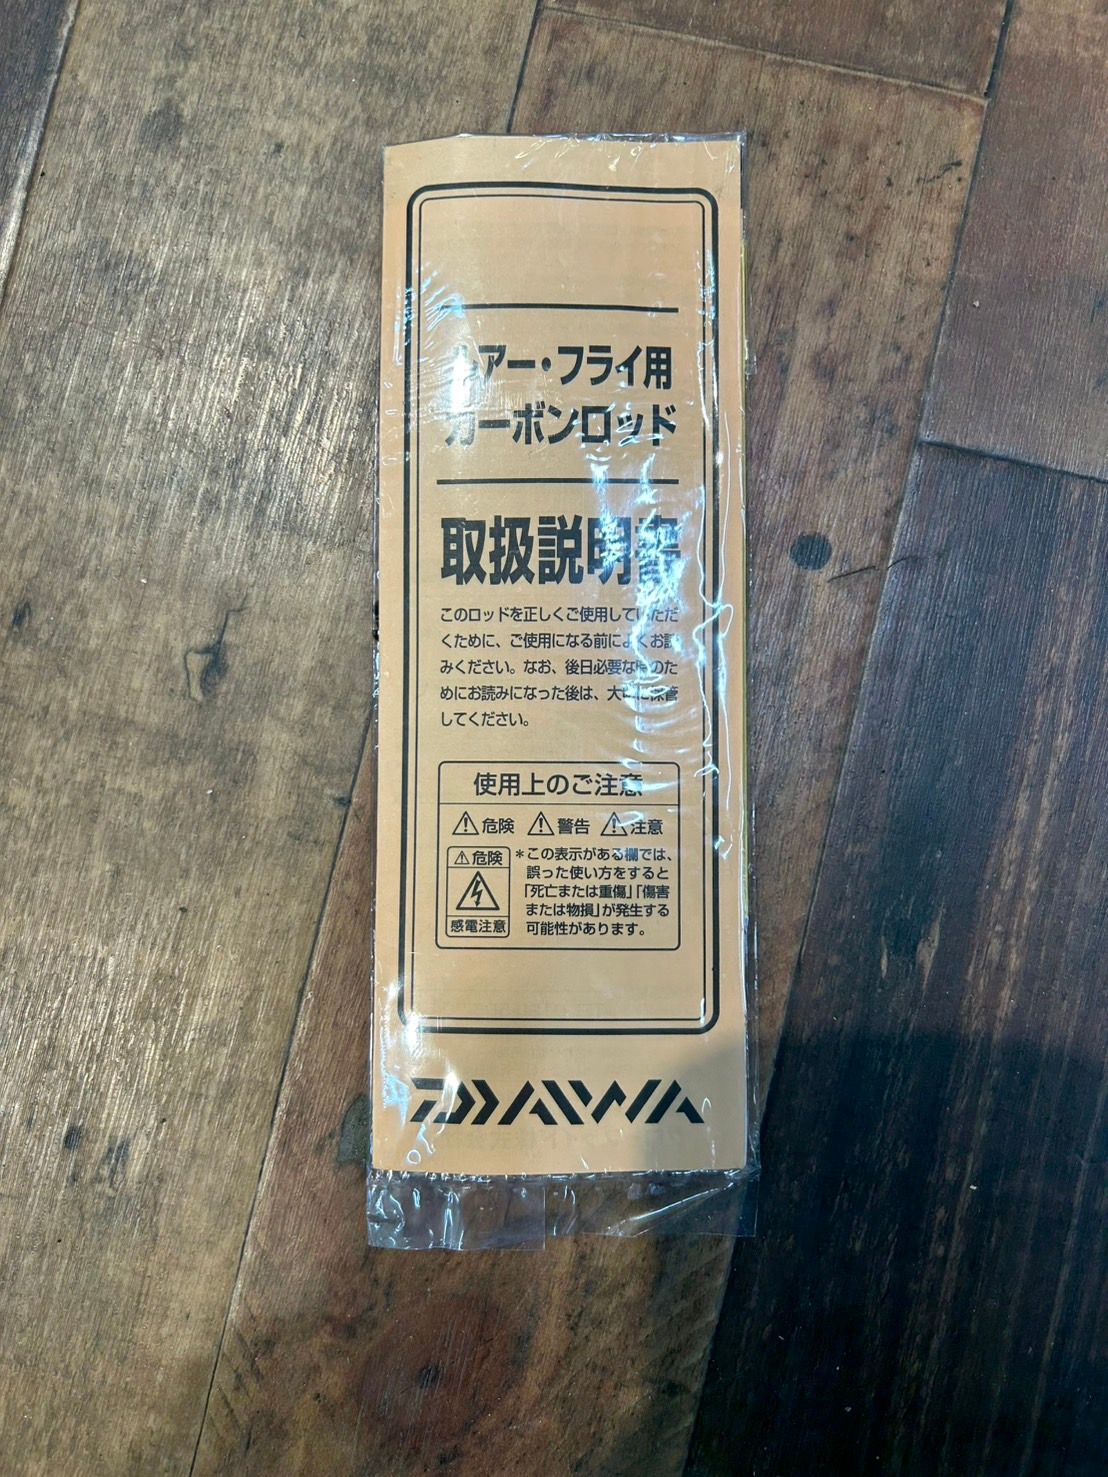 ルアー・フライ用
カーボンロッド
取扱説明書
このロッドを正しくご使用していただ
くために、ご使用になる前によくお読
みください。なお、後日必要な時のた
めにお読みになった後は、大切に保管
してください。
使用上のご注意
危険 警告 注意
危険
感電注意
＊この表示がある欄では、
誤った使い方をすると
「死亡または重傷」「傷害
または物損」が発生する
可能性があります。
DAIWA